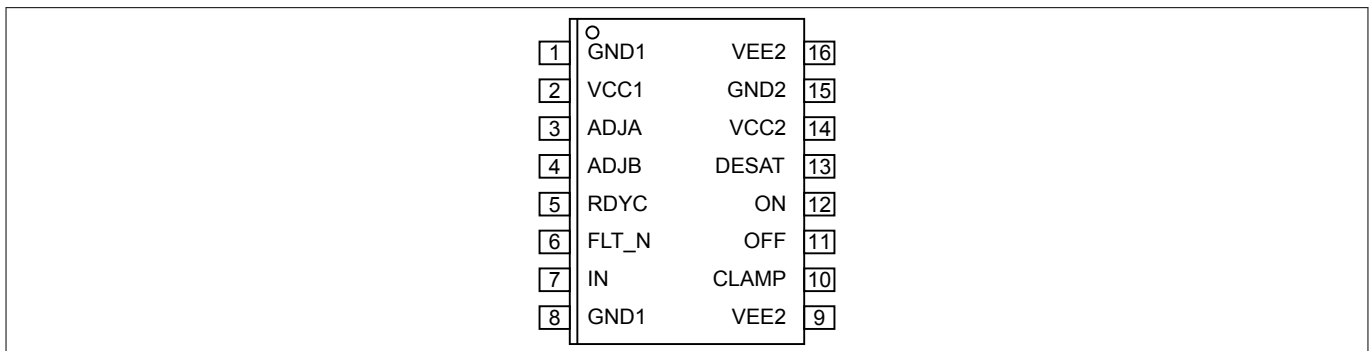 1 GND1 VEE2 16
2 VCC1 GND2 15
3 ADJA VCC2 14
4 ADJB DESAT 13
5 RDYC ON 12
6 FLT_N OFF 11
7 IN CLAMP 10
8 GND1 VEE2 9